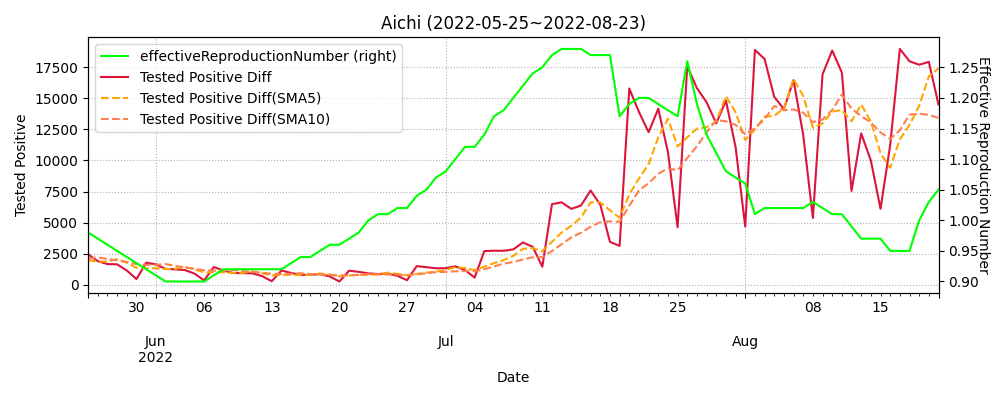 Aichi (2022-05-25~2022-08-23)
effectiveReproductionNumber (right)
Tested Positive Diff
Tested Positive Diff(SMA5)
Tested Positive Diff(SMA10)
Tested Positive
17500
15000
12500
10000
7500
5000
2500
0
1.25
1.20
1.15
1.10
1.05
1.00
0.95
0.90
Effective Reproduction Number
30 06 13 20 27 04 11 18 25 08 15
Jun Jul Aug
2022
Date